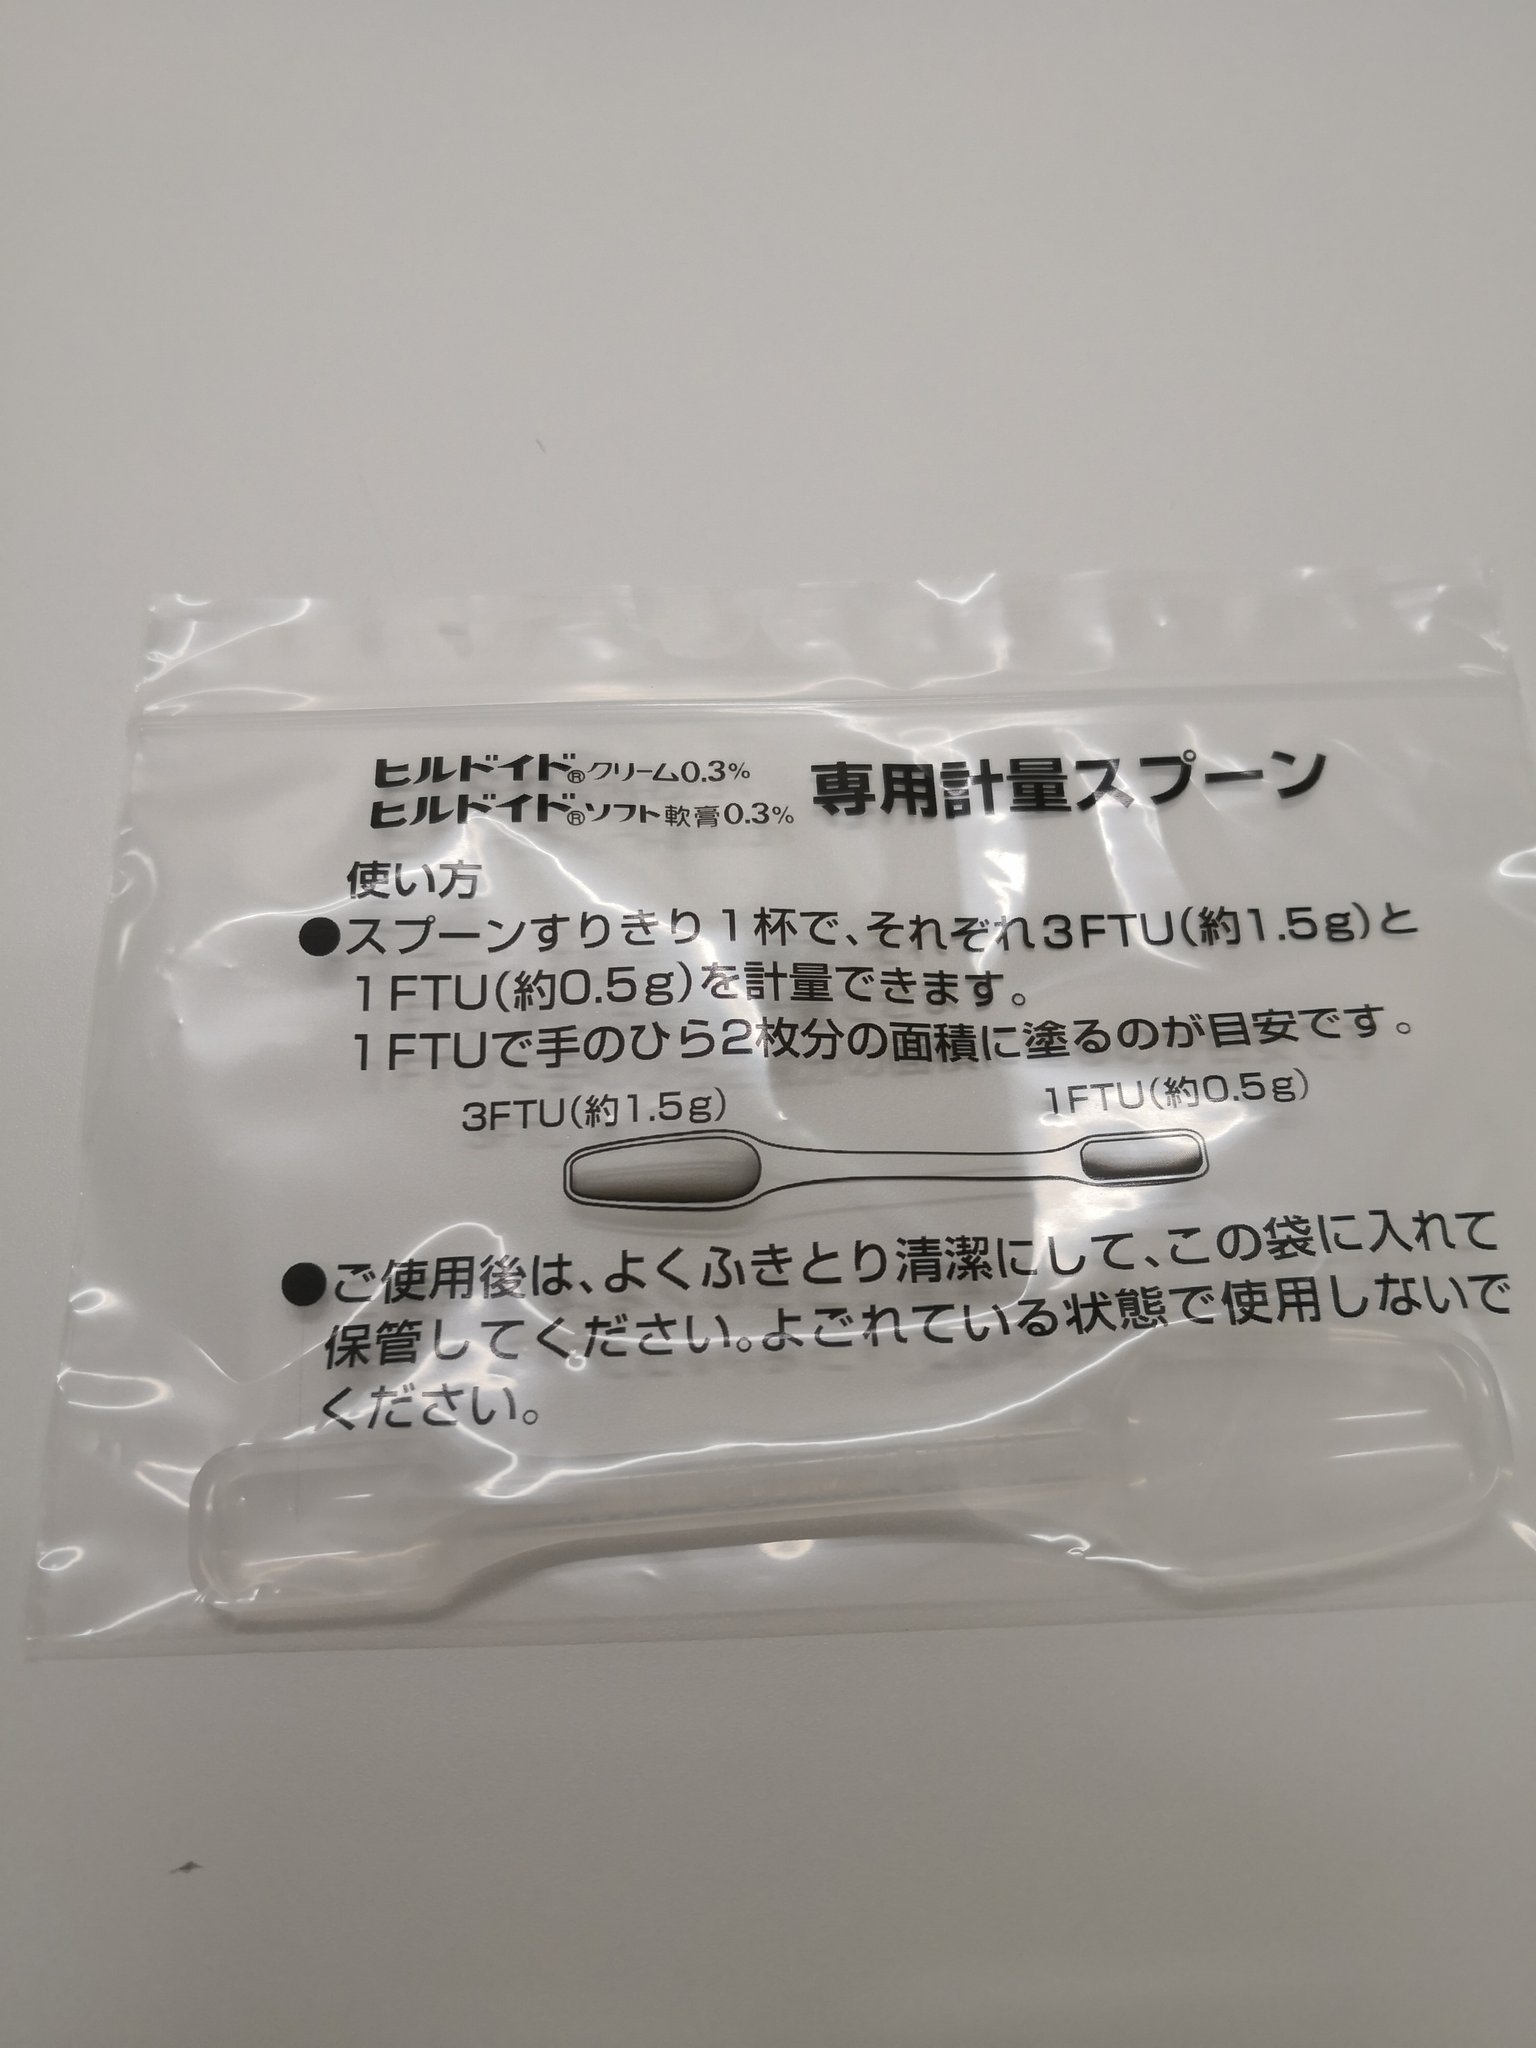 ヒルドイド®クリーム0.3%
ヒルドイド®ソフト軟膏0.3%
専用計量スプーン
使い方
●スプーンすりきり1杯で、それぞれ3FTU(約1.5g)と
1FTU(約0.5g)を計量できます。
1FTUで手のひら2枚分の面積に塗るのが目安です。
3FTU(約1.5g)
1FTU(約0.5g)
●ご使用後は、よくふきとり清潔にして、この袋に入れて
保管してください。よごれている状態で使用しないで
ください。